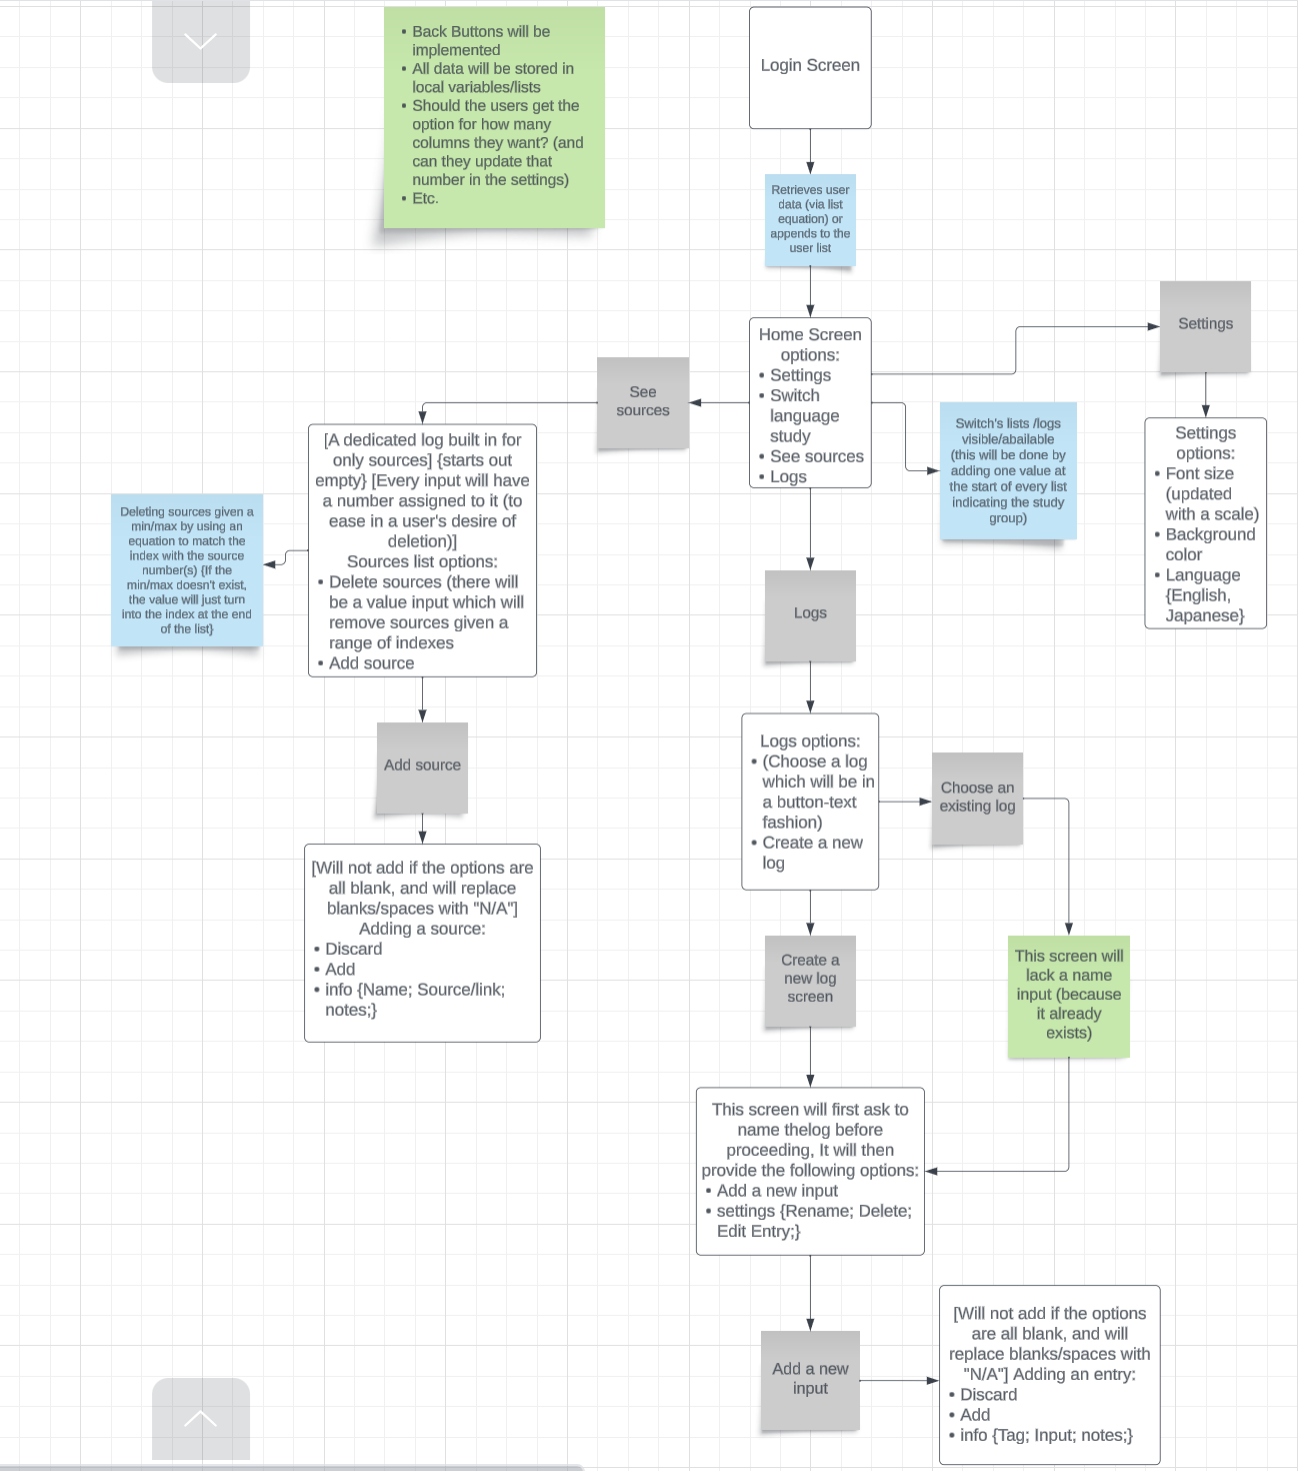 • Back Buttons will be
implemented
• All data will be stored in
local variables/lists
• Should the users get the
option for how many
columns they want? (and
can they update that
number in the settings)
• Etc.
Login Screen
Retrieves user
data (via list
equation) or
appends to the
user list
Home Screen
options:
• Settings
• Switch
language
study
• See sources
• Logs
Settings
See
sources
Switch's lists /logs
visible/abailable
(this will be done by
adding one value at
the start of every list
indicating the study
group)
Settings
options:
• Font size
(updated
with a scale)
• Background
color
• Language
{English,
Japanese}
[A dedicated log built in for
only sources] {starts out
empty} [Every input will have
a number assigned to it (to
ease in a user's desire of
deletion)]
Sources list options:
• Delete sources (there will
be a value input which will
remove sources given a
range of indexes
• Add source
Deleting sources given a
min/max by using an
equation to match the
index with the source
number(s) {If the
min/max doesn't exist,
the value will just turn
into the index at the end
of the list}
Logs
Add source
Logs options:
• (Choose a log
which will be in
a button-text
fashion)
• Create a new
log
Choose an
existing log
[Will not add if the options are
all blank, and will replace
blanks/spaces with "N/A"]
Adding a source:
• Discard
• Add
• info {Name; Source/link;
notes;}
Create a
new log
screen
This screen will
lack a name
input (because
it already
exists)
This screen will first ask to
name thelog before
proceeding, It will then
provide the following options:
• Add a new input
• settings {Rename; Delete;
Edit Entry;}
Add a new
input
[Will not add if the options
are all blank, and will
replace blanks/spaces with
"N/A"] Adding an entry:
• Discard
• Add
• info {Tag; Input; notes;}